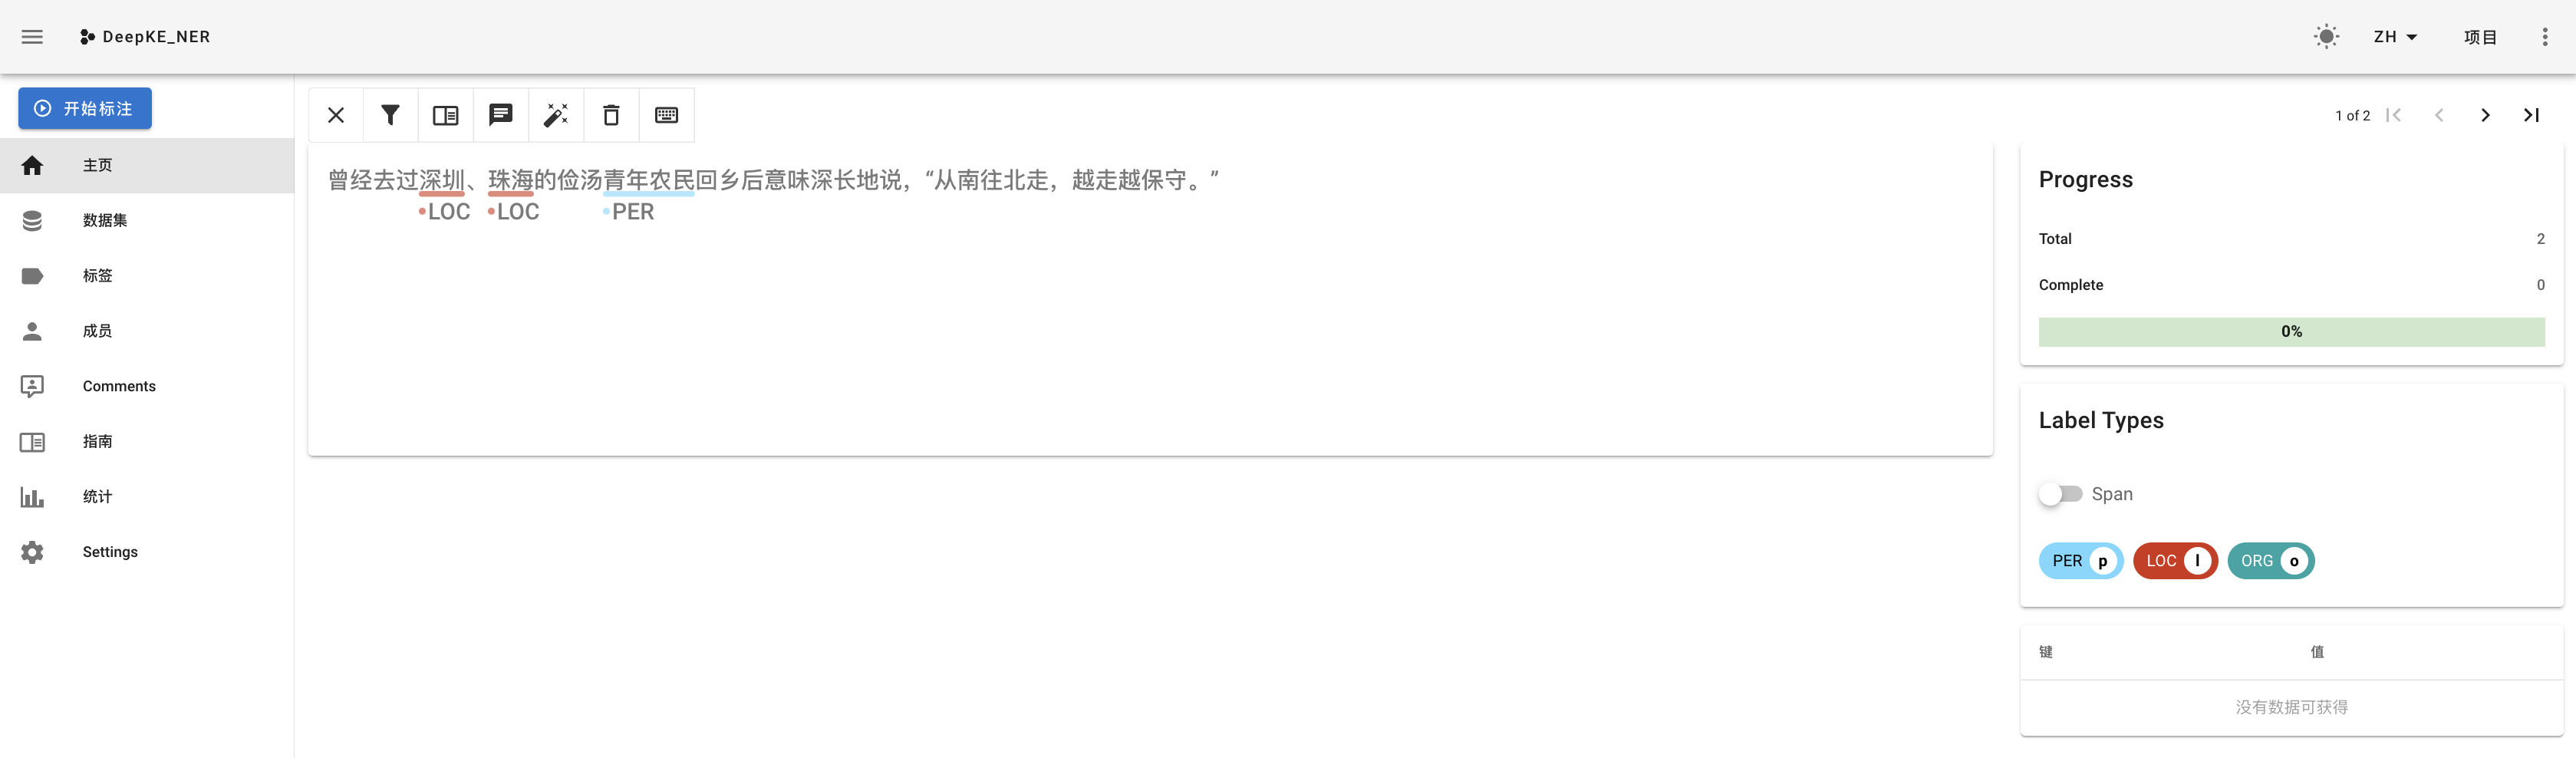 DeepKE_NER
ZH
项目
开始标注
主页
数据集
标签
成员
Comments
指南
统计
Settings
1 of 2
曾经去过深圳、珠海的俭汤青年农民回乡后意味深长地说，“从南往北走，越走越保守。”
LOC LOC PER
Progress
Total 2
Complete 0
0%
Label Types
Span
PER p LOC l ORG o
键 值
没有数据可获得